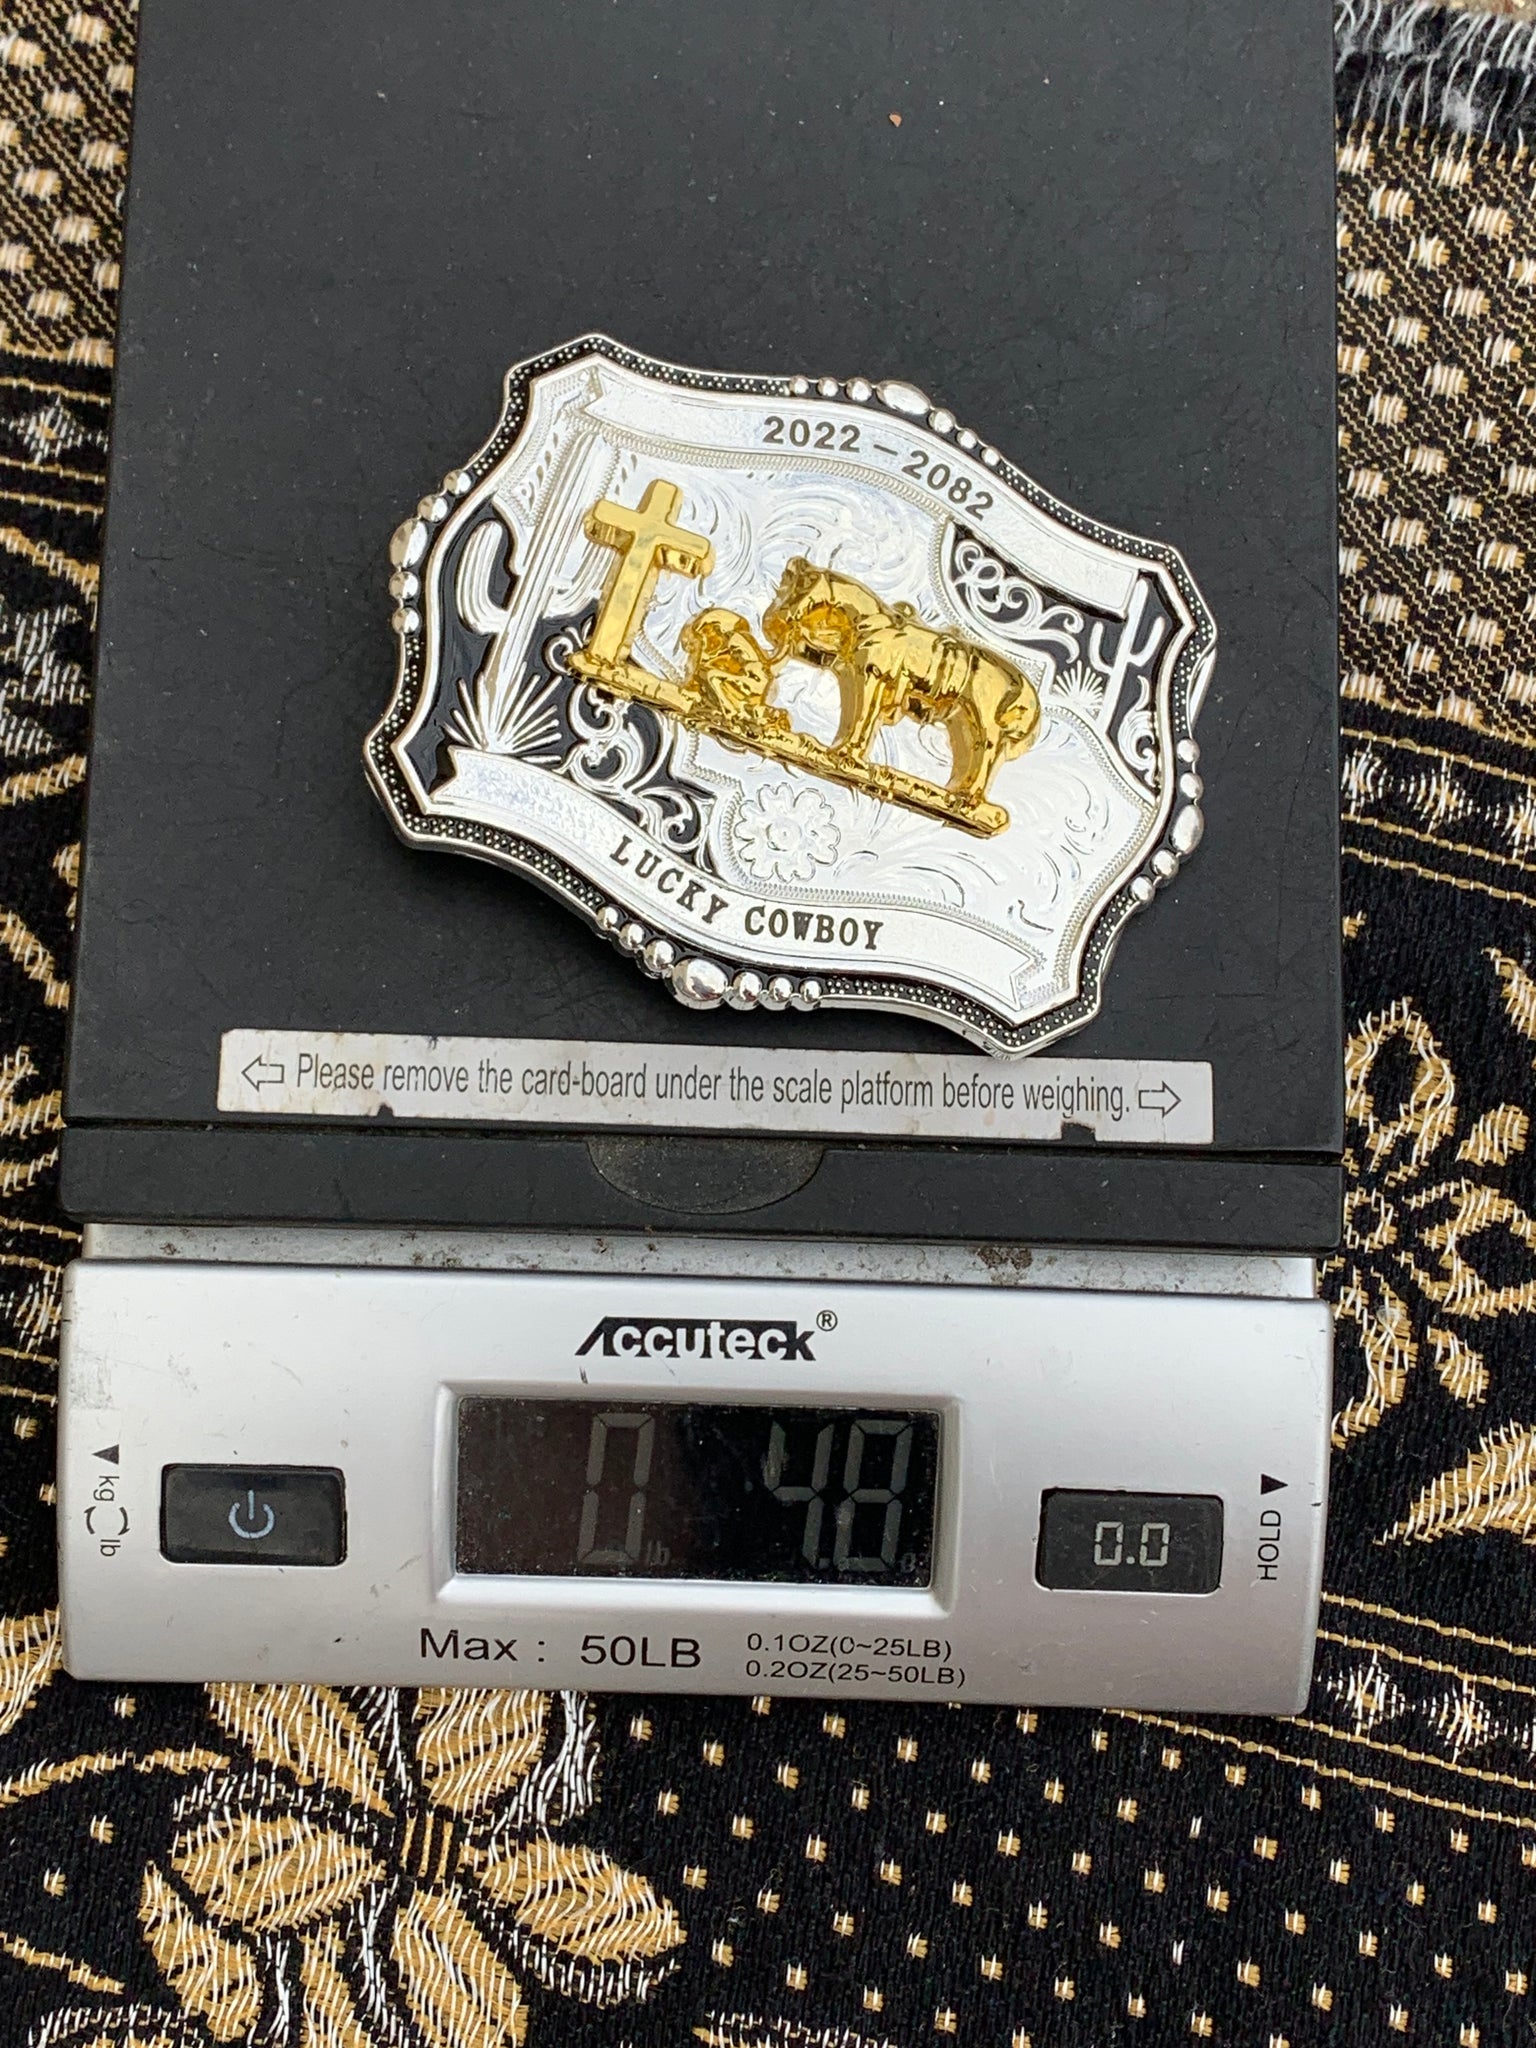 2022 – 2082
LUCKY COWBOY
Please remove the card-board under the scale platform before weighing.
Accuteck®
kg lb
0 lb 4.8
0.0
HOLD
Max : 50LB
0.1OZ(0~25LB)
0.2OZ(25~50LB)